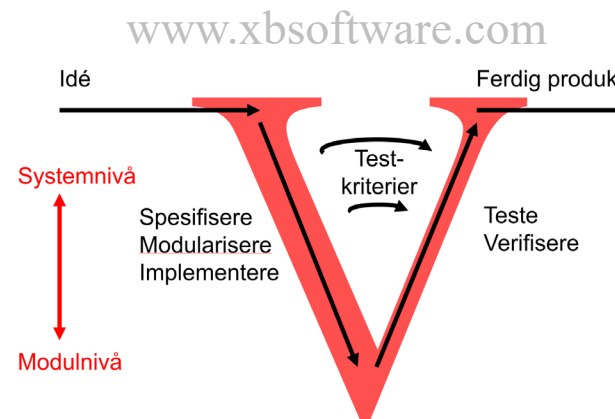 www.xbsoftware.com
Idé
Ferdig produk
Test-
kriterier
Systemnivå
Spesifisere
Modularisere
Implementere
Teste
Verifisere
Modulnivå